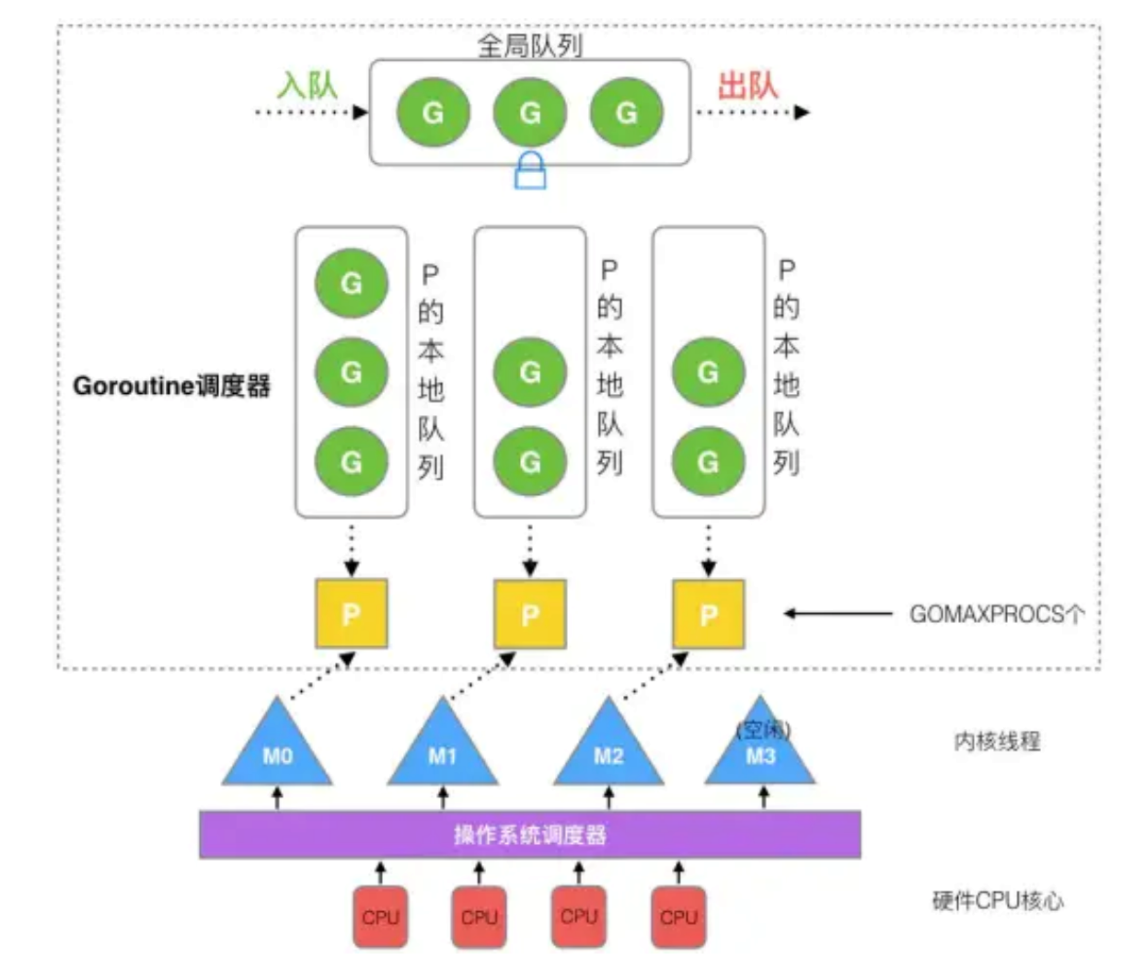 全局队列
入队
G G G
出队
G
G
G
P的本地队列
G
G
P的本地队列
G
G
P的本地队列
Goroutine调度器
P P P
GOMAXPROCS个
M0 M1 M2
(空闲)
M3
内核线程
操作系统调度器
CPU CPU CPU CPU
硬件CPU核心